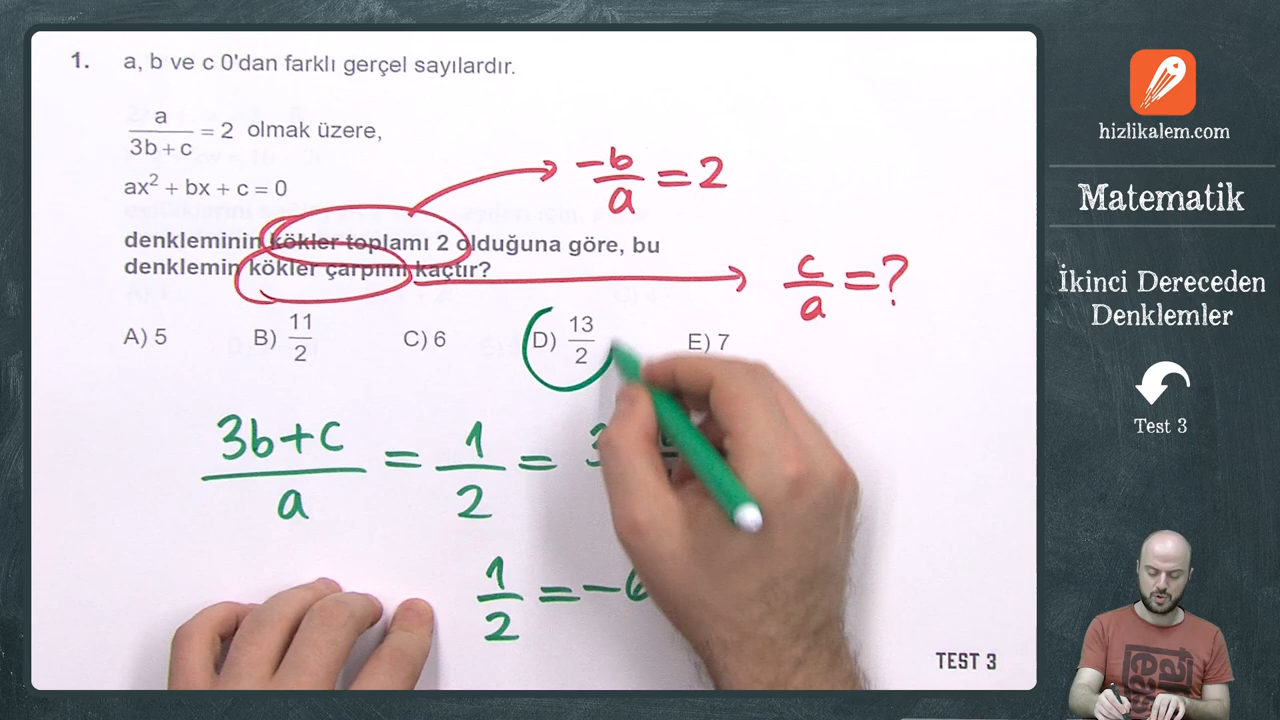 1. a, b ve c 0'dan farklı gerçel sayılardır.
a / 3b + c = 2 olmak üzere,
ax² + bx + c = 0
denkleminin kökler toplamı 2 olduğuna göre, bu
denklemin kökler çarpımı kaçtır?
A) 5 B) 11/2 C) 6 D) 13/2 E) 7
-b/a = 2
c/a = ?
3b+c / a = 1/2 = 3
1/2 = -6
TEST 3
hizlikalem.com
Matematik
İkinci Dereceden
Denklemler
Test 3